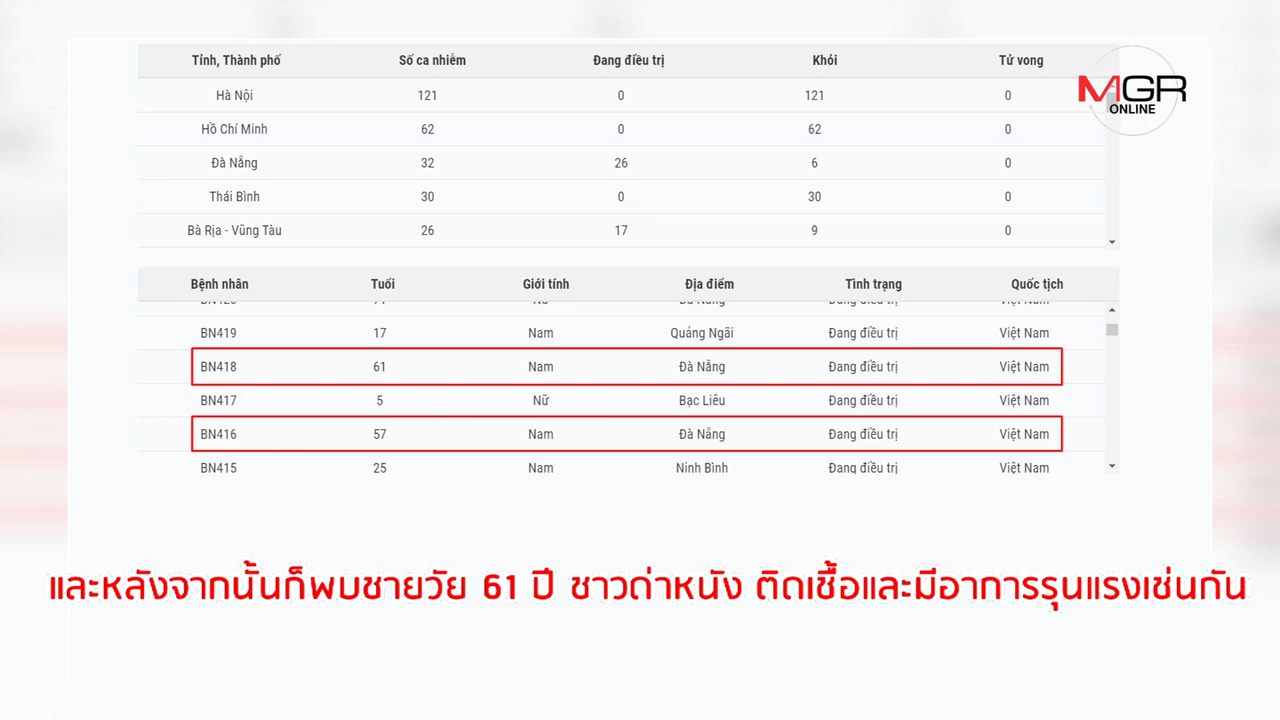 Tỉnh, Thành phố Số ca nhiễm Đang điều trị Khỏi Tử vong
MGR
ONLINE
Hà Nội 121 0 121 0
Hồ Chí Minh 62 0 62 0
Đà Nẵng 32 26 6 0
Thái Bình 30 0 30 0
Bà Rịa - Vũng Tàu 26 17 9 0
Bệnh nhân Tuổi Giới tính Địa điểm Tình trạng Quốc tịch
BN419 17 Nam Quảng Ngãi Đang điều trị Việt Nam
BN418 61 Nam Đà Nẵng Đang điều trị Việt Nam
BN417 5 Nữ Bạc Liêu Đang điều trị Việt Nam
BN416 57 Nam Đà Nẵng Đang điều trị Việt Nam
BN415 25 Nam Ninh Bình Đang điều trị Việt Nam
และหลังจากนั้นก็พบชายวัย 61 ปี ชาวด่าหนัง ติดเชื้อและมีอาการรุนแรงเช่นกัน